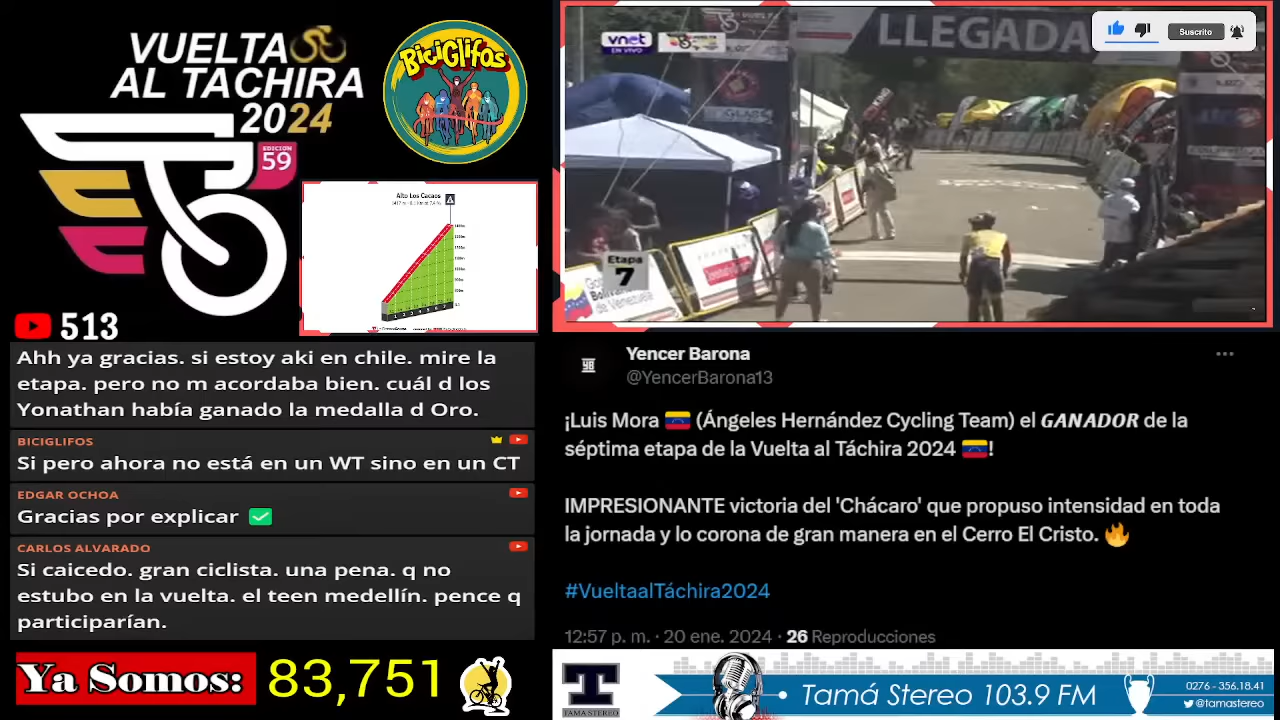 VUELTA
AL TACHIRA
2024
EDICION
59
Biciglifos
Alto Los Cacaos
513
Ahh ya gracias. si estoy aki en chile. mire la
etapa. pero no m acordaba bien. cuál d los
Yonathan había ganado la medalla d Oro.
BICIGLIFOS
Si pero ahora no está en un WT sino en un CT
EDGAR OCHOA
Gracias por explicar
CARLOS ALVARADO
Si caicedo. gran ciclista. una pena. q no
estubo en la vuelta. el teen medellín. pence q
participarían.
Ya Somos: 83,751
vnet
EN VIVO
LLEGAD
Suscrito
Etapa
7
Bolivariano
de Venezuela
Yencer Barona
@YencerBarona13
¡Luis Mora (Ángeles Hernández Cycling Team) el GANADOR de la
séptima etapa de la Vuelta al Táchira 2024 !
IMPRESIONANTE victoria del 'Chácaro' que propuso intensidad en toda
la jornada y lo corona de gran manera en el Cerro El Cristo.
#VueltaalTáchira2024
12:57 p. m. · 20 ene. 2024 · 26 Reproducciones
T
TAMA STEREO
Tamá Stereo 103.9 FM
0276 - 356.18.41
@tamastereo